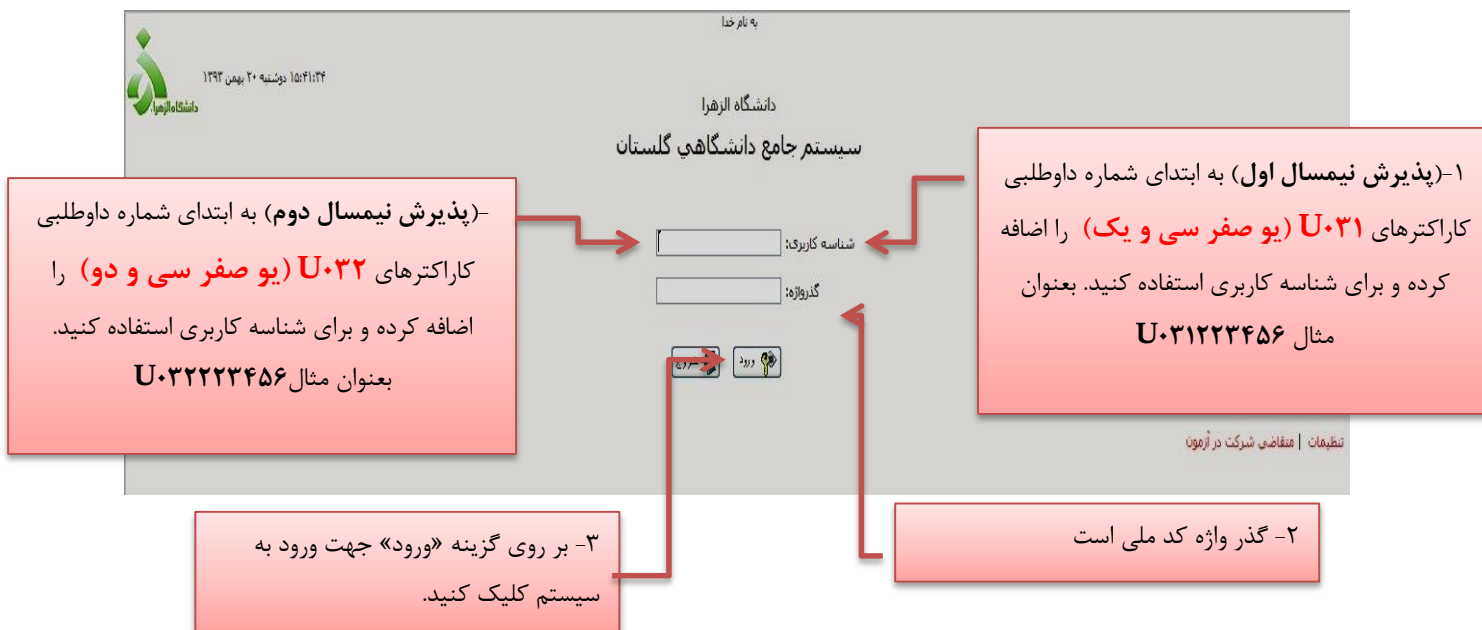 به نام خدا
۱۵:۴۱:۳۴ دوشنبه ۲۰ بهمن ۱۳۹۳
دانشگاه الزهرا
دانشگاه الزهرا
سیستم جامع دانشگاهي گلستان
شناسه کاربری:
گذرواژه:
ورود
تنظیمات | متقاضی شرکت در آزمون
۱-(پذیرش نیمسال اول) به ابتدای شماره داوطلبی
کاراکترهای U۰۳۱ (یو صفر سی و یک) را اضافه
کرده و برای شناسه کاربری استفاده کنید. بعنوان
مثال U۰۳۱۲۲۳۴۵۶
-(پذیرش نیمسال دوم) به ابتدای شماره داوطلبی
کاراکترهای U۰۳۲ (یو صفر سی و دو) را
اضافه کرده و برای شناسه کاربری استفاده کنید.
بعنوان مثال U۰۳۲۲۲۳۴۵۶
۲- گذر واژه کد ملی است
۳- بر روی گزینه «ورود» جهت ورود به
سیستم کلیک کنید.